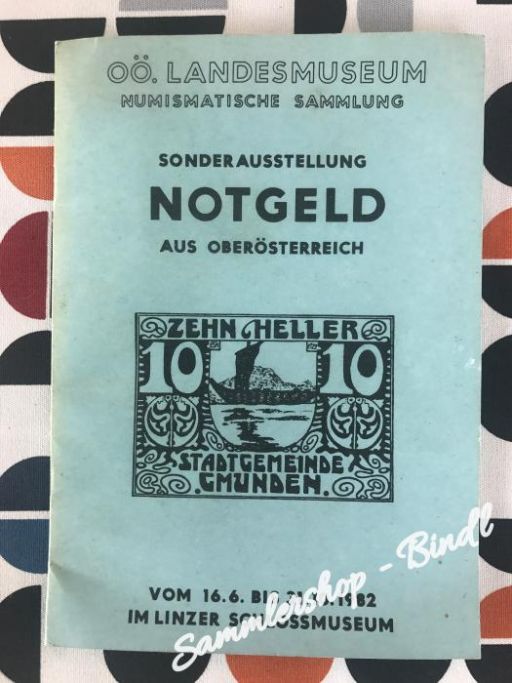 OÖ. LANDESMUSEUM
NUMISMATISCHE SAMMLUNG
SONDERAUSSTELLUNG
NOTGELD
AUS OBERÖSTERREICH
ZEHN HELLER
10 10
STADTGEMEINDE
.GMUNDEN.
VOM 16.6. BIS 1982
IM LINZER SCHLOSSMUSEUM
Sammlershop - Bindl